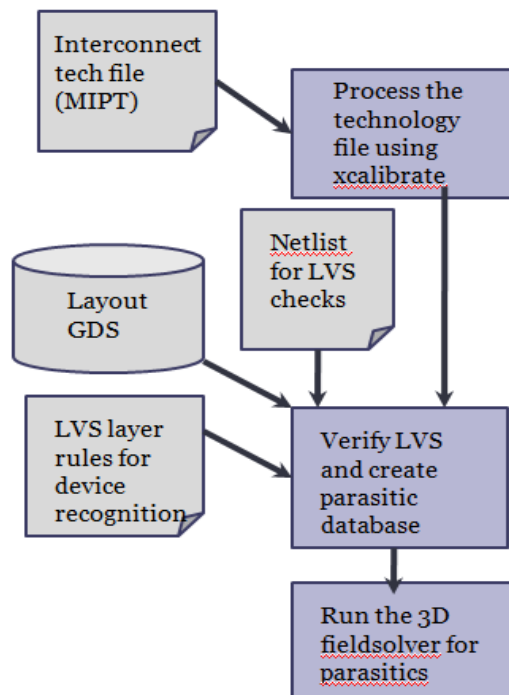 Interconnect
tech file
(MIPT)
Process the
technology
file using
xcalibrate
Netlist
for LVS
checks
Layout
GDS
LVS layer
rules for
device
recognition
Verify LVS
and create
parasitic
database
Run the 3D
fieldsolver for
parasitics